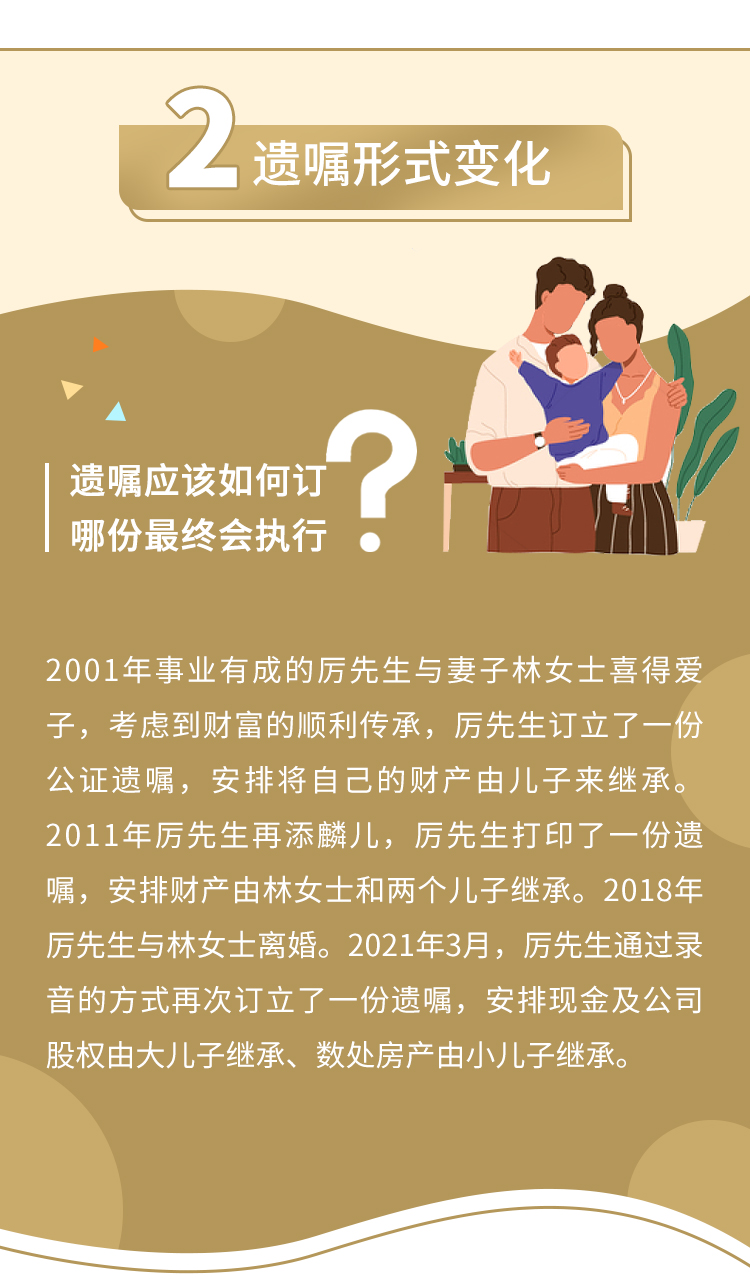 2 遗嘱形式变化
遗嘱应该如何订
哪份最终会执行
?
2001年事业有成的厉先生与妻子林女士喜得爱
子，考虑到财富的顺利传承，厉先生订立了一份
公证遗嘱，安排将自己的财产由儿子来继承。
2011年厉先生再添麟儿，厉先生打印了一份遗
嘱，安排财产由林女士和两个儿子继承。2018年
厉先生与林女士离婚。2021年3月，厉先生通过录
音的方式再次订立了一份遗嘱，安排现金及公司
股权由大儿子继承、数处房产由小儿子继承。